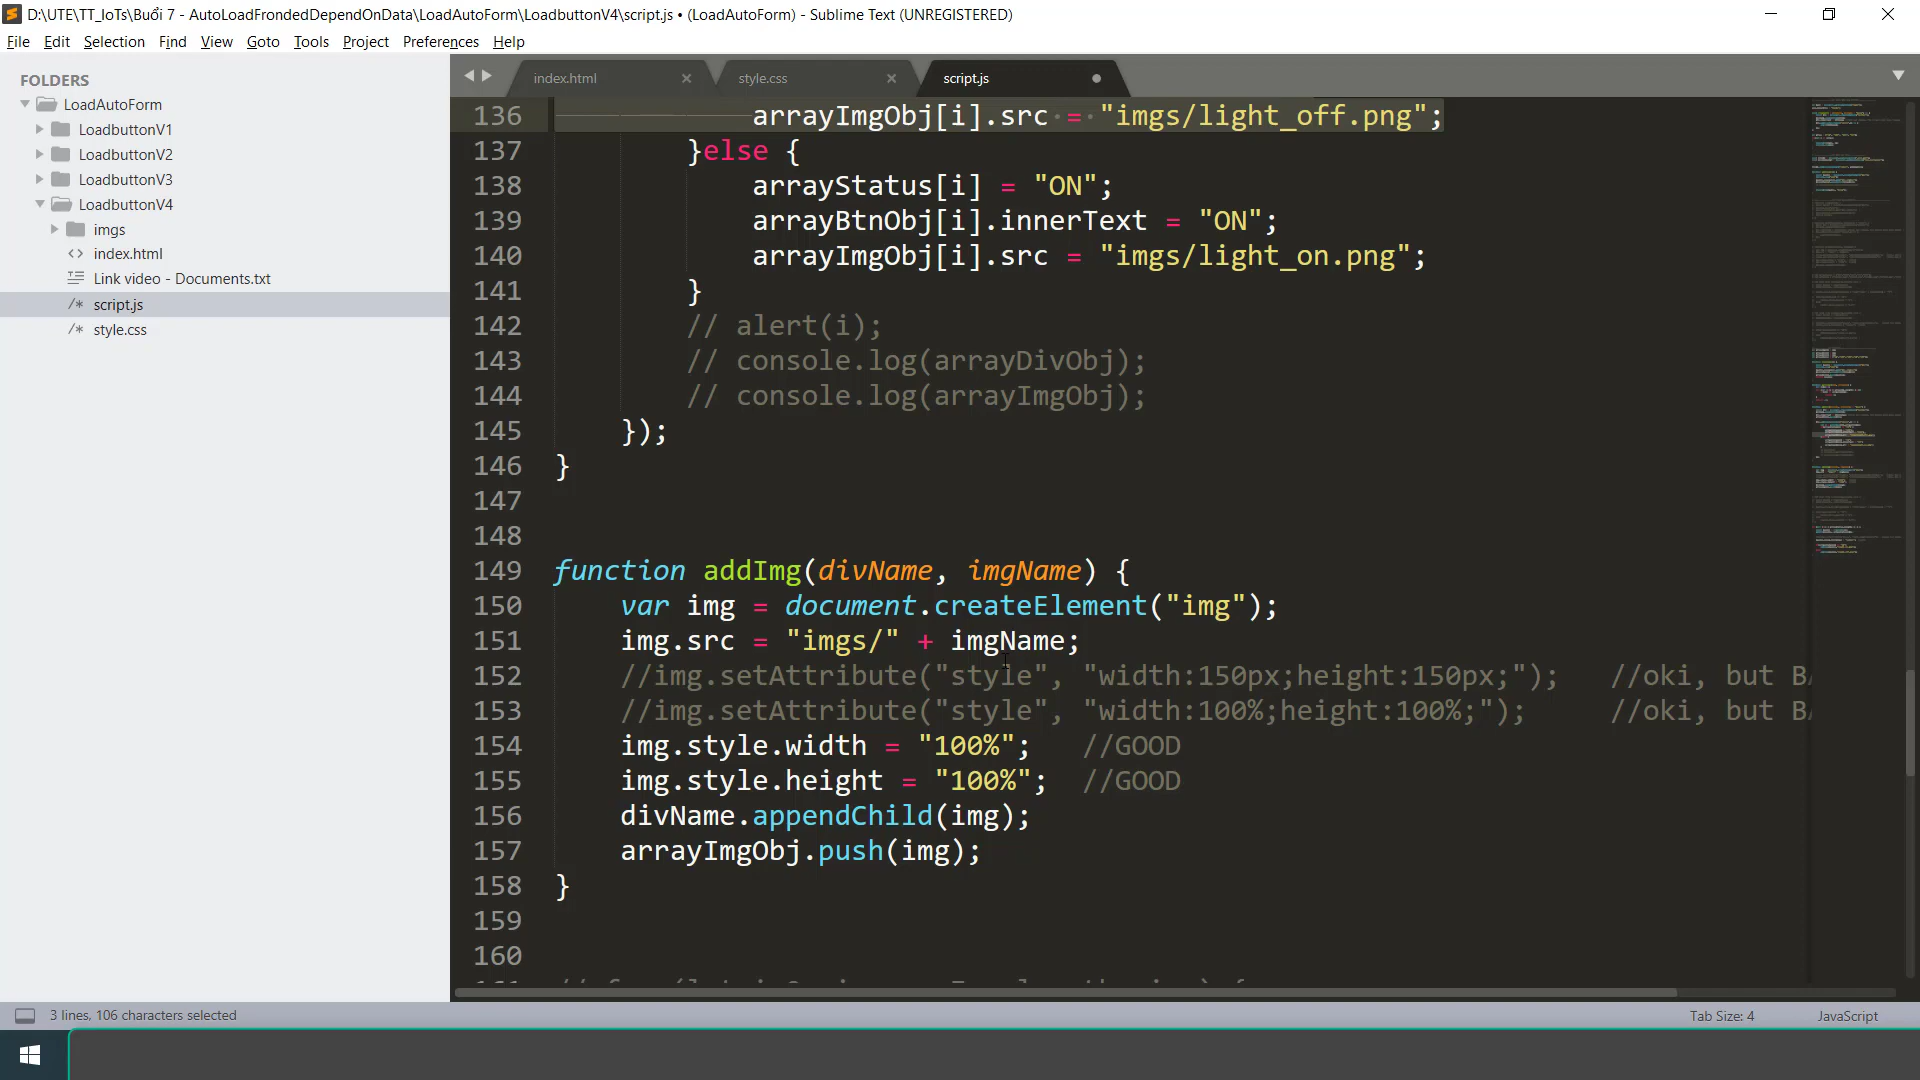 D:\UTE\TT_IoTs\Buổi 7 - AutoLoadFrondedDependOnData\LoadAutoForm\LoadbuttonV4\script.js • (LoadAutoForm) - Sublime Text (UNREGISTERED)
File Edit Selection Find View Goto Tools Project Preferences Help
FOLDERS
LoadAutoForm
LoadbuttonV1
LoadbuttonV2
LoadbuttonV3
LoadbuttonV4
imgs
<> index.html
Link video - Documents.txt
/* script.js
/* style.css
index.html
style.css
script.js
136 arrayImgObj[i].src = "imgs/light_off.png";
137 }else {
138 arrayStatus[i] = "ON";
139 arrayBtnObj[i].innerText = "ON";
140 arrayImgObj[i].src = "imgs/light_on.png";
141 }
142 // alert(i);
143 // console.log(arrayDivObj);
144 // console.log(arrayImgObj);
145 });
146 }
147
148
149 function addImg(divName, imgName) {
150 var img = document.createElement("img");
151 img.src = "imgs/" + imgName;
152 //img.setAttribute("style", "width:150px;height:150px;"); //oki, but
153 //img.setAttribute("style", "width:100%;height:100%;"); //oki, but
154 img.style.width = "100%"; //GOOD
155 img.style.height = "100%"; //GOOD
156 divName.appendChild(img);
157 arrayImgObj.push(img);
158 }
159
160
3 lines, 106 characters selected
Tab Size: 4
JavaScript